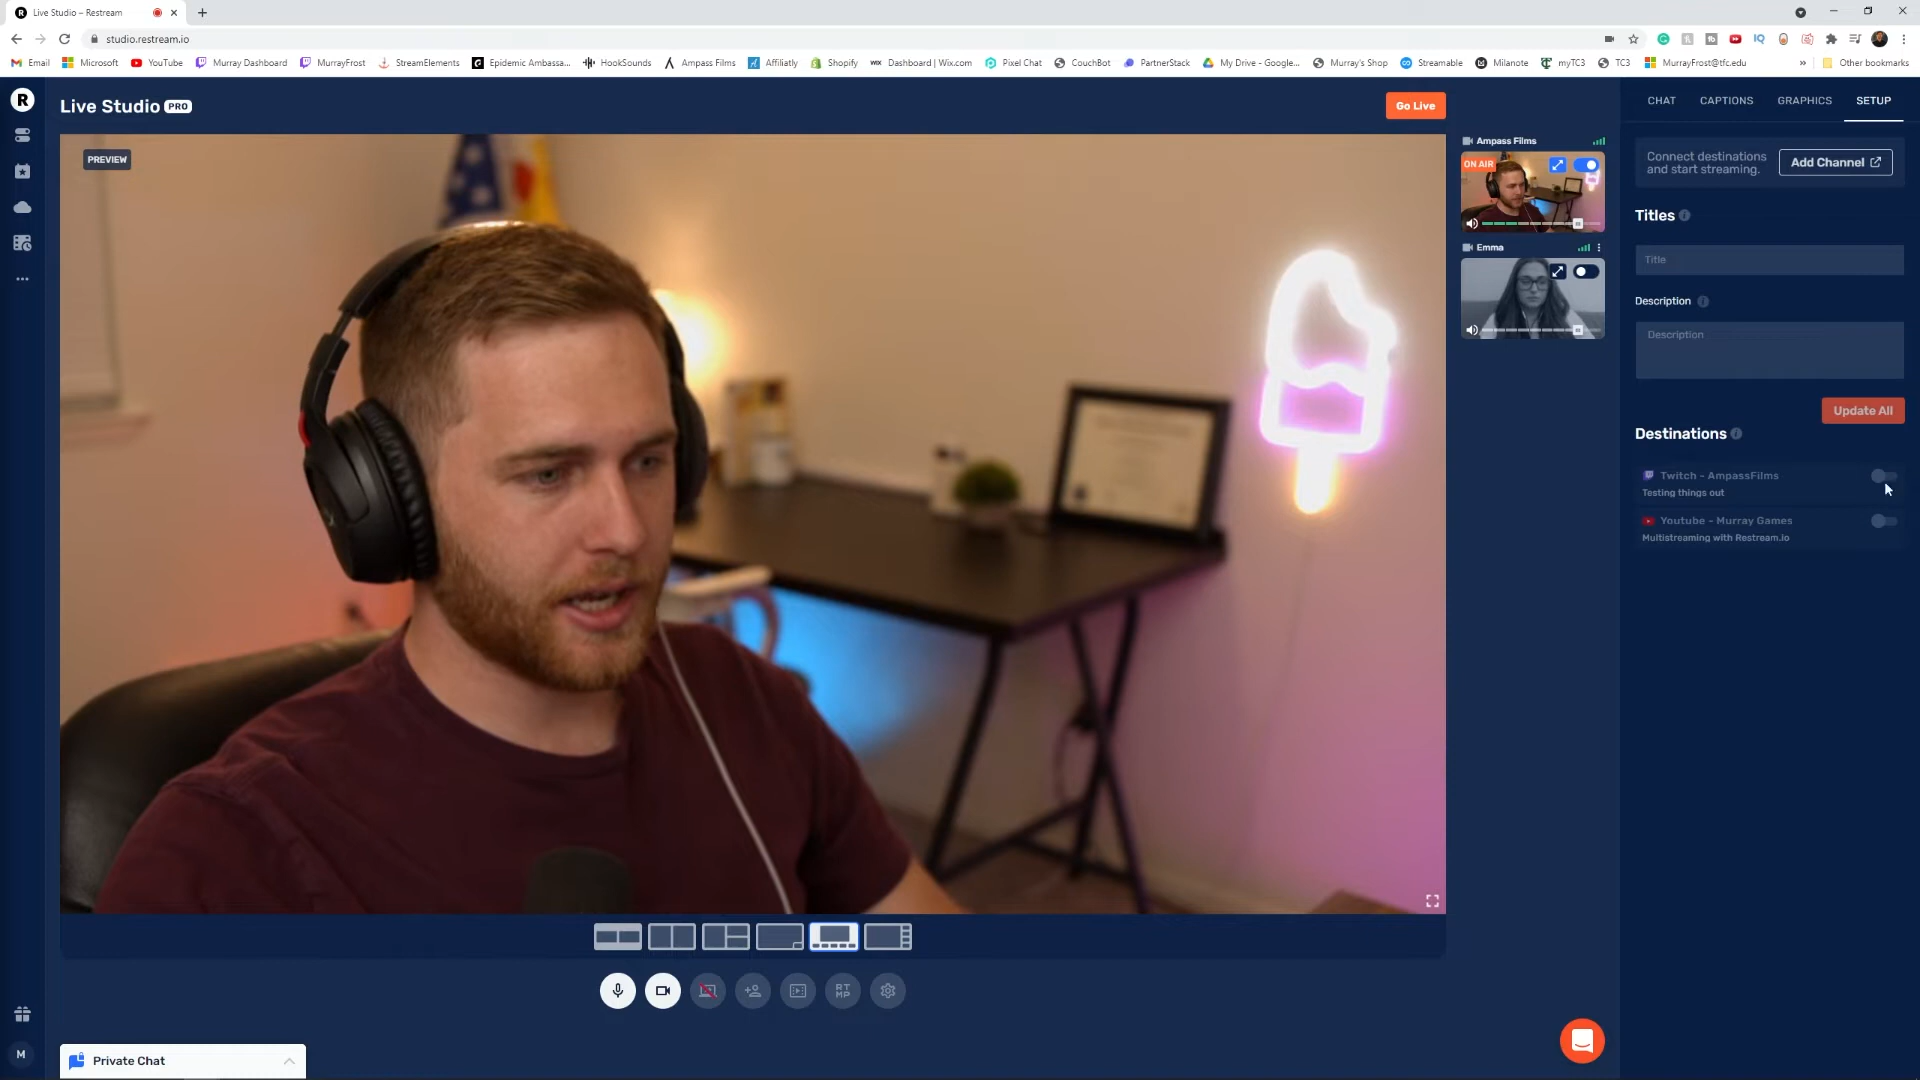 Live Studio – Restream
studio.restream.io
Email
Microsoft
YouTube
Murray Dashboard
MurrayFrost
StreamElements
Epidemic Ambassa...
HookSounds
Ampass Films
Affiliatly
Shopify
WIX
Dashboard | Wix.com
Pixel Chat
CouchBot
PartnerStack
My Drive - Google...
Murray's Shop
Streamable
Milanote
myTC3
TC3
MurrayFrost@tfc.edu
»
Other bookmarks
R
Live Studio PRO
Go Live
CHAT
CAPTIONS
GRAPHICS
SETUP
PREVIEW
Ampass Films
ON AIR
Emma
Connect destinations
and start streaming.
Add Channel
Titles
Title
Description
Description
Update All
Destinations
Twitch - AmpassFilms
Testing things out
Youtube - Murray Games
Multistreaming with Restream.io
RT
MP
M
Private Chat